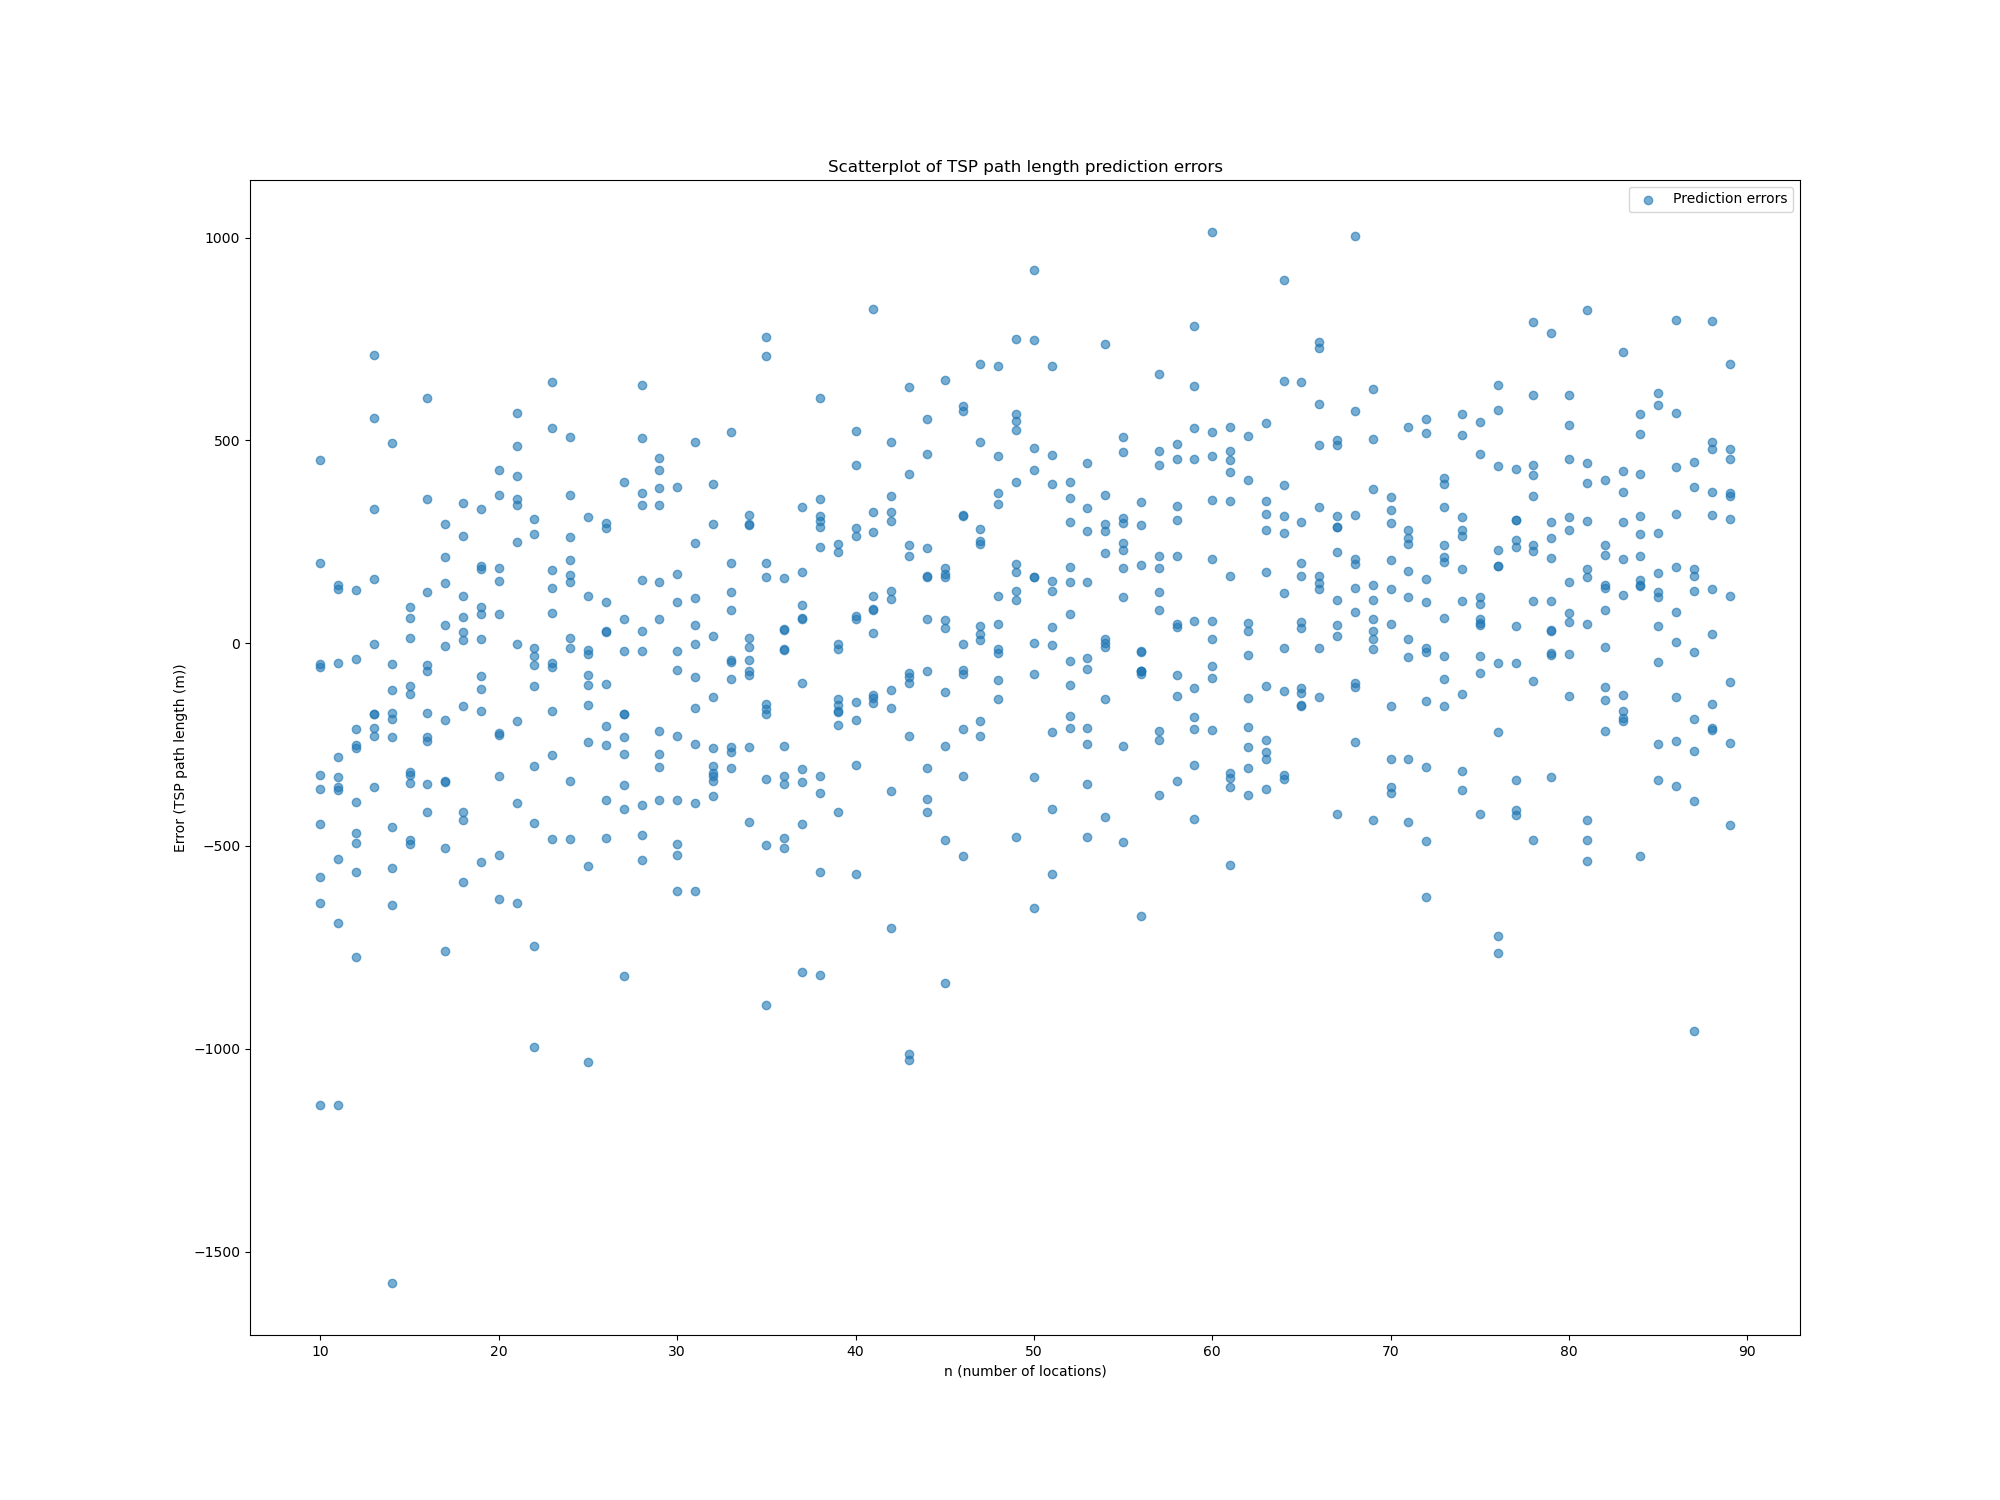 Scatterplot of TSP path length prediction errors
Prediction errors
1000
500
0
−500
−1000
−1500
Error (TSP path length (m))
10 20 30 40 50 60 70 80 90
n (number of locations)